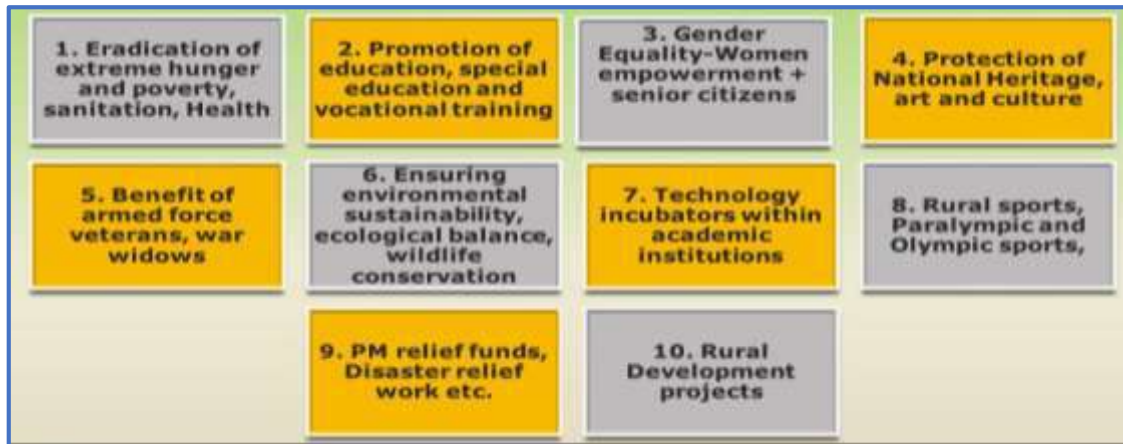 1. Eradication of
extreme hunger
and poverty,
sanitation, Health
2. Promotion of
education, special
education and
vocational training
3. Gender
Equality-Women
empowerment +
senior citizens
4. Protection of
National Heritage,
art and culture
5. Benefit of
armed force
veterans, war
widows
6. Ensuring
environmental
sustainability,
ecological balance,
wildlife
conservation
7. Technology
incubators within
academic
institutions
8. Rural sports,
Paralympic and
Olympic sports,
9. PM relief funds,
Disaster relief
work etc.
10. Rural
Development
projects